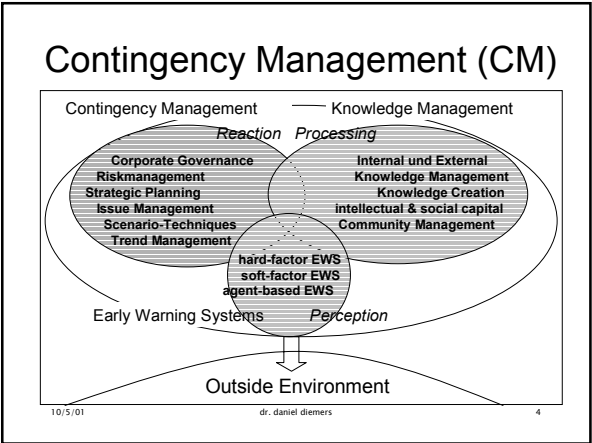 Contingency Management (CM)
Contingency Management
Knowledge Management
Reaction Processing
Corporate Governance
Riskmanagement
Strategic Planning
Issue Management
Scenario-Techniques
Trend Management
Internal und External
Knowledge Management
Knowledge Creation
intellectual & social capital
Community Management
hard-factor EWS
soft-factor EWS
agent-based EWS
Early Warning Systems
Perception
Outside Environment
10/5/01
dr. daniel diemers
4